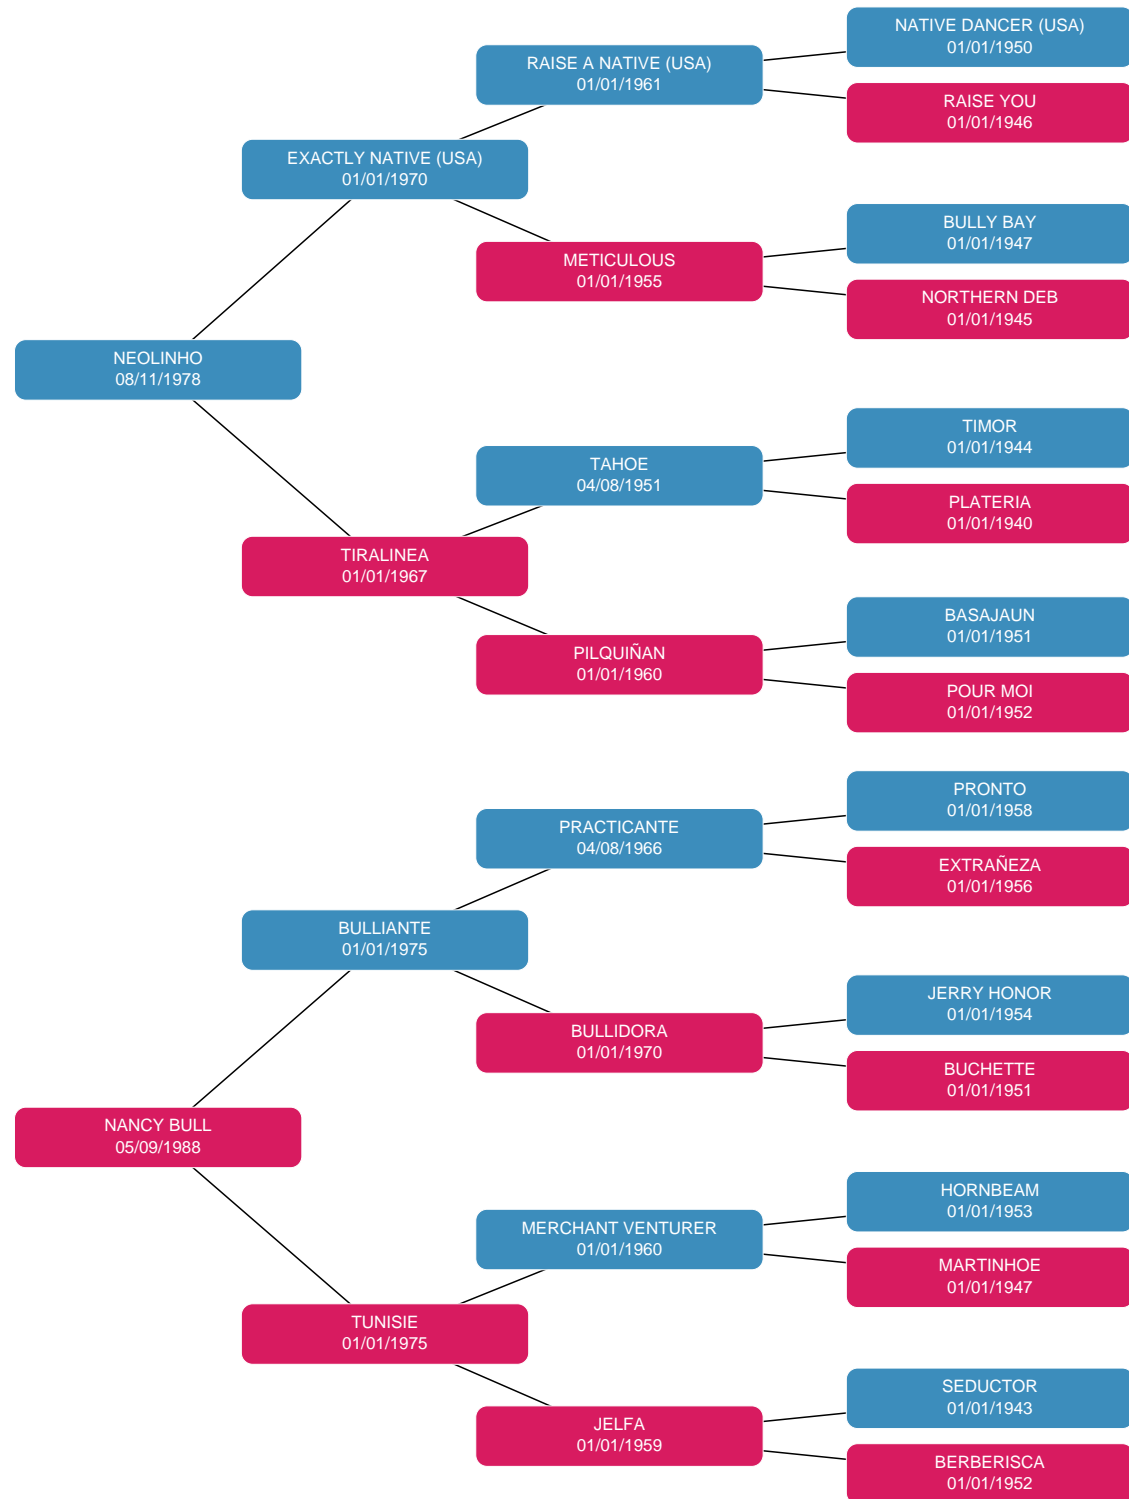 NATIVE DANCER (USA)
01/01/1950
RAISE A NATIVE (USA)
01/01/1961
RAISE YOU
01/01/1946
EXACTLY NATIVE (USA)
01/01/1970
BULLY BAY
01/01/1947
METICULOUS
01/01/1955
NORTHERN DEB
01/01/1945
NEOLINHO
08/11/1978
TIMOR
01/01/1944
TAHOE
04/08/1951
PLATERIA
01/01/1940
TIRALINEA
01/01/1967
BASAJAUN
01/01/1951
PILQUIÑAN
01/01/1960
POUR MOI
01/01/1952
PRONTO
01/01/1958
PRACTICANTE
04/08/1966
EXTRAÑEZA
01/01/1956
BULLIANTE
01/01/1975
JERRY HONOR
01/01/1954
BULLIDORA
01/01/1970
BUCHETTE
01/01/1951
NANCY BULL
05/09/1988
HORNBEAM
01/01/1953
MERCHANT VENTURER
01/01/1960
MARTINHOE
01/01/1947
TUNISIE
01/01/1975
SEDUCTOR
01/01/1943
JELFA
01/01/1959
BERBERISCA
01/01/1952